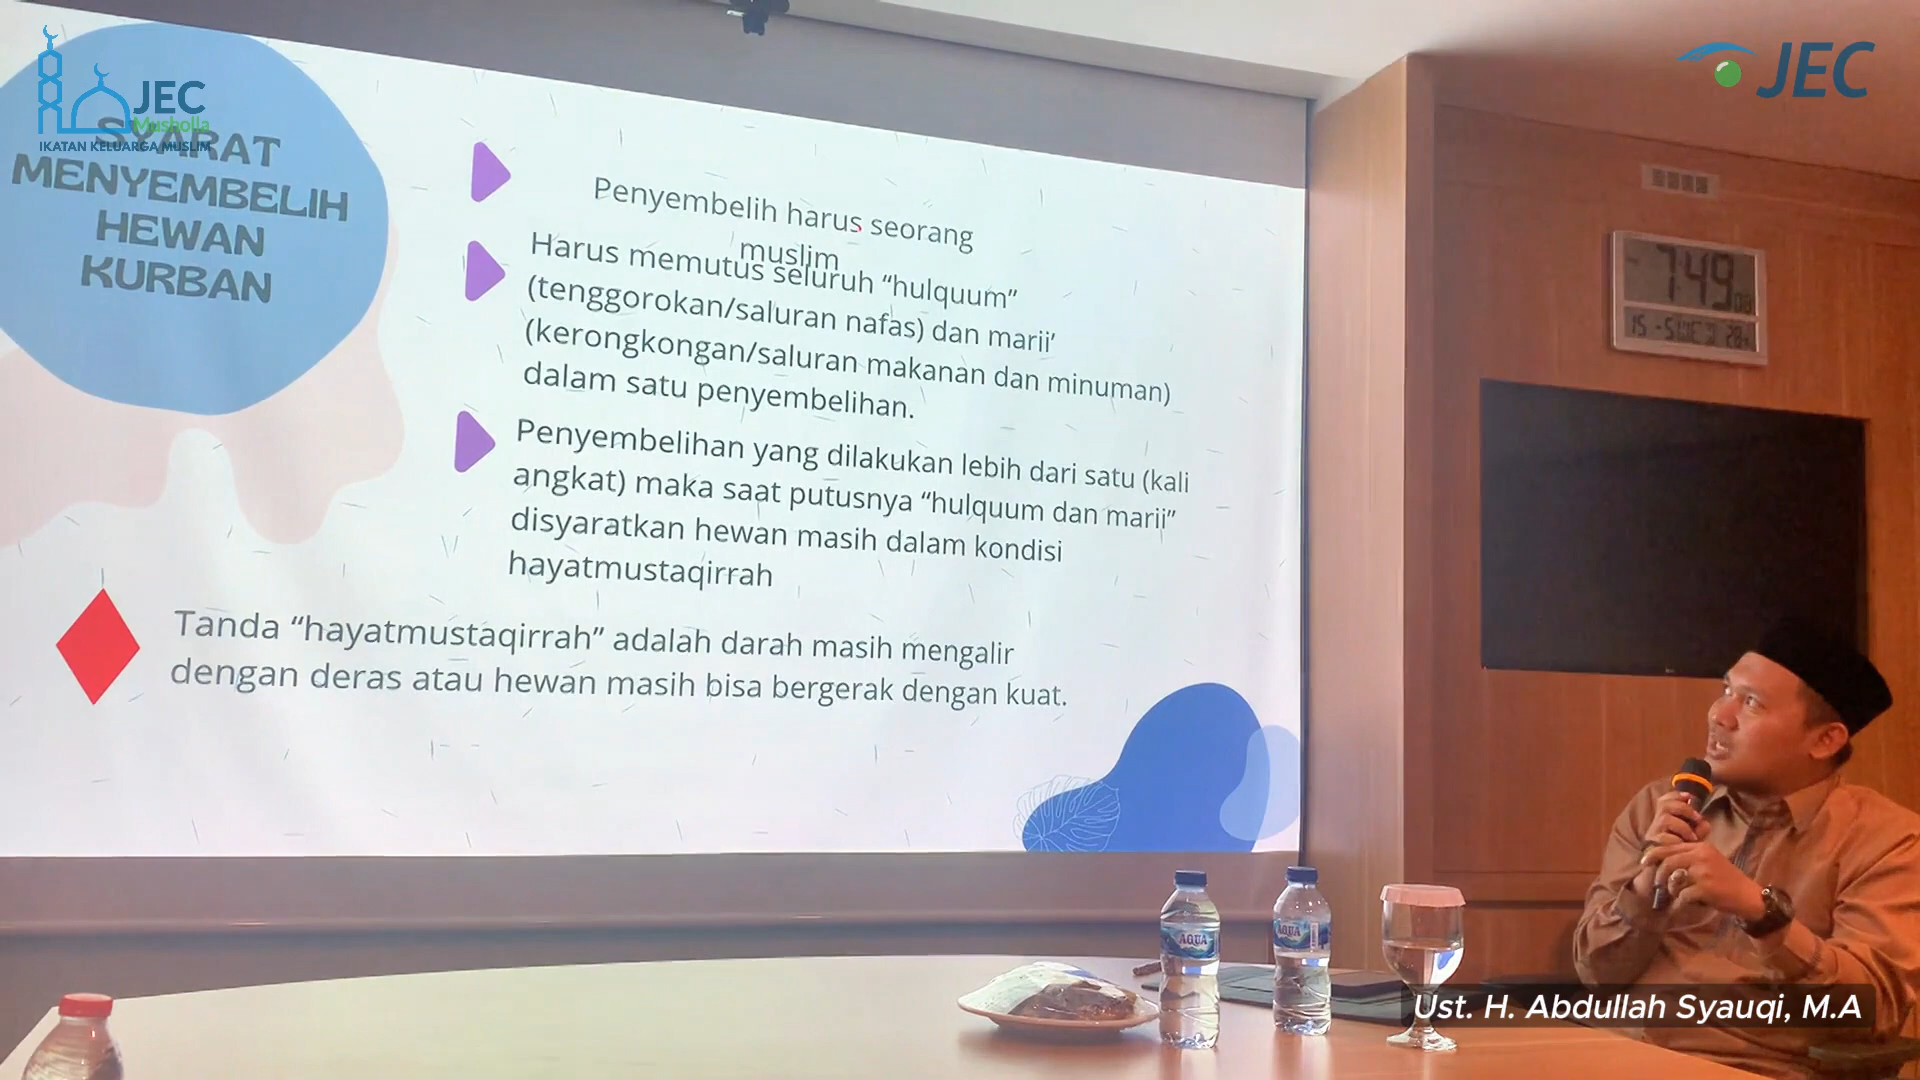 JEC
Musholla
IKATAN KELUARGA MUSLIM
JEC
SYARAT
MENYEMBELIH
HEWAN
KURBAN
Penyembelih harus seorang
muslim
Harus memutus seluruh “hulquum”
(tenggorokan/saluran nafas) dan marii’
(kerongkongan/saluran makanan dan minuman)
dalam satu penyembelihan.
Penyembelihan yang dilakukan lebih dari satu (kali
angkat) maka saat putusnya “hulquum dan marii”
disyaratkan hewan masih dalam kondisi
hayatmustaqirrah
Tanda “hayatmustaqirrah” adalah darah masih mengalir
dengan deras atau hewan masih bisa bergerak dengan kuat.
7:49
AQUA
AQUA
Ust. H. Abdullah Syauqi, M.A